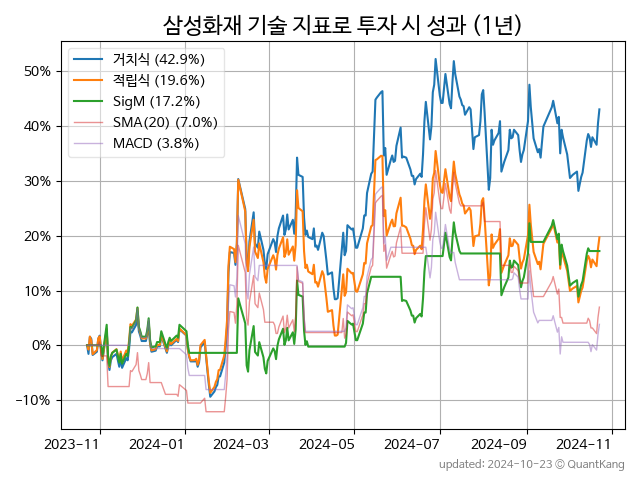 삼성화재 기술 지표로 투자 시 성과 (1년)
거치식 (42.9%)
적립식 (19.6%)
SigM (17.2%)
SMA(20) (7.0%)
MACD (3.8%)
50%
40%
30%
20%
10%
0%
−10%
2023-11 2024-01 2024-03 2024-05 2024-07 2024-09 2024-11
updated: 2024-10-23 © QuantKang